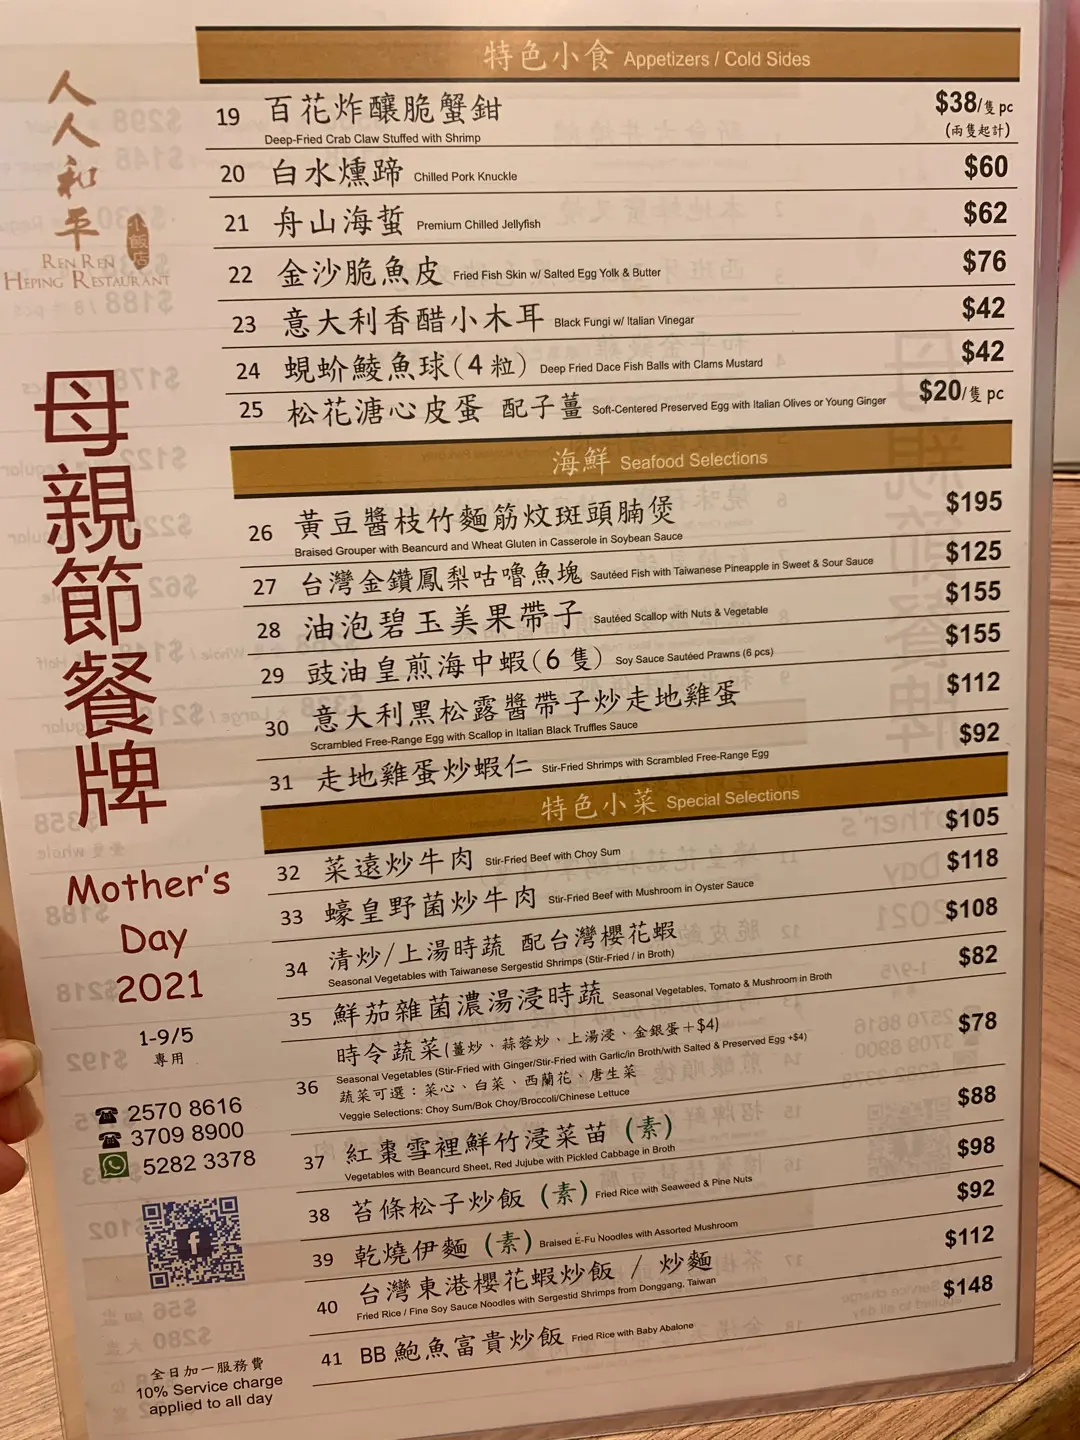 人人和平
小飯店
REN REN
HEPING RESTAURANT
母親節餐牌
Mother's
Day
2021
1-9/5
專用
2570 8616
3709 8900
5282 3378
全日加一服務費
10% Service charge
applied to all day
特色小食 Appetizers / Cold Sides
19 百花炸釀脆蟹鉗 $38/隻 pc
Deep-Fried Crab Claw Stuffed with Shrimp (兩隻起計)
20 白水燻蹄 Chilled Pork Knuckle $60
21 舟山海蜇 Premium Chilled Jellyfish $62
22 金沙脆魚皮 Fried Fish Skin w/ Salted Egg Yolk & Butter $76
23 意大利香醋小木耳 Black Fungi w/ Italian Vinegar $42
24 蜆蚧鯪魚球(4粒) Deep Fried Dace Fish Balls with Clams Mustard $42
25 松花溏心皮蛋 配子薑 Soft-Centered Preserved Egg with Italian Olives or Young Ginger $20/隻 pc
海鮮 Seafood Selections
26 黃豆醬枝竹麵筋炆斑頭腩煲 $195
Braised Grouper with Beancurd and Wheat Gluten in Casserole in Soybean Sauce
27 台灣金鑽鳳梨咕嚕魚塊 Sautéed Fish with Taiwanese Pineapple in Sweet & Sour Sauce $125
28 油泡碧玉美果帶子 Sautéed Scallop with Nuts & Vegetable $155
29 豉油皇煎海中蝦(6隻) Soy Sauce Sautéed Prawns (6 pcs) $155
30 意大利黑松露醬帶子炒走地雞蛋 $112
Scrambled Free-Range Egg with Scallop in Italian Black Truffles Sauce
31 走地雞蛋炒蝦仁 Stir-Fried Shrimps with Scrambled Free-Range Egg $92
特色小菜 Special Selections
32 菜遠炒牛肉 Stir-Fried Beef with Choy Sum $105
33 蠔皇野菌炒牛肉 Stir-Fried Beef with Mushroom in Oyster Sauce $118
34 清炒/上湯時蔬 配台灣櫻花蝦 $108
Seasonal Vegetables with Taiwanese Sergestid Shrimps (Stir-Fried / in Broth)
35 鮮茄雜菌濃湯浸時蔬 Seasonal Vegetables, Tomato & Mushroom in Broth $82
36 時令蔬菜(薑炒、蒜蓉炒、上湯浸、金銀蛋+$4) $78
Seasonal Vegetables (Stir-Fried with Ginger/Stir-Fried with Garlic/in Broth/with Salted & Preserved Egg +$4)
蔬菜可選：菜心、白菜、西蘭花、唐生菜
Veggie Selections: Choy Sum/Bok Choy/Broccoli/Chinese Lettuce
37 紅棗雪裡鮮竹浸菜苗 (素) $88
Vegetables with Beancurd Sheet, Red Jujube with Pickled Cabbage in Broth
38 苔條松子炒飯 (素) Fried Rice with Seaweed & Pine Nuts $98
39 乾燒伊麵 (素) Braised E-Fu Noodles with Assorted Mushroom $92
40 台灣東港櫻花蝦炒飯 / 炒麵 $112
Fried Rice / Fine Soy Sauce Noodles with Sergestid Shrimps from Donggang, Taiwan
41 BB 鮑魚富貴炒飯 Fried Rice with Baby Abalone $148